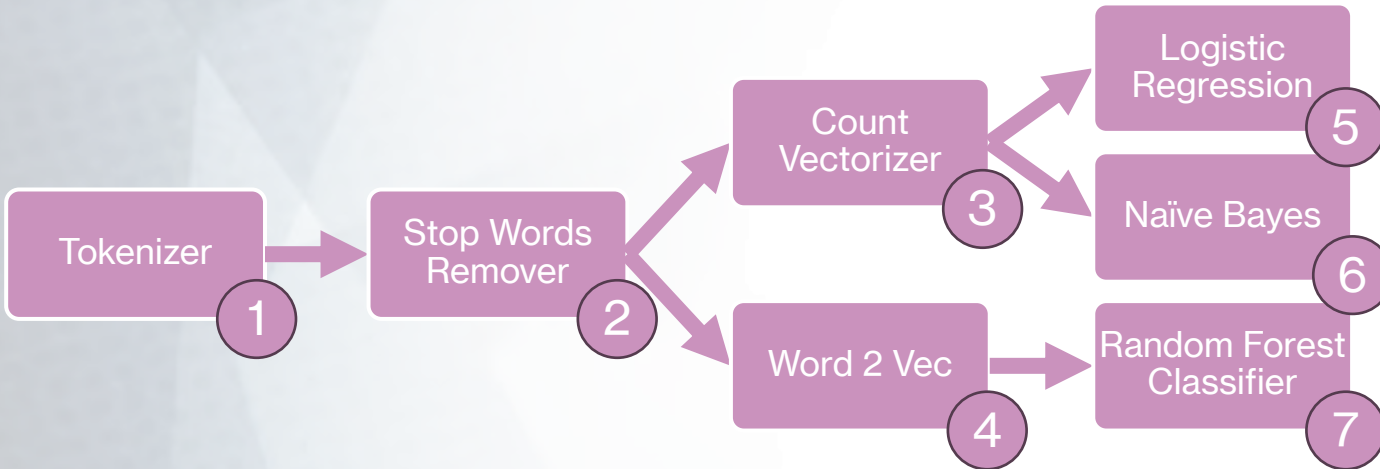 Tokenizer
1
Stop Words
Remover
2
Count
Vectorizer
3
Word 2 Vec
4
Logistic
Regression
5
Naïve Bayes
6
Random Forest
Classifier
7